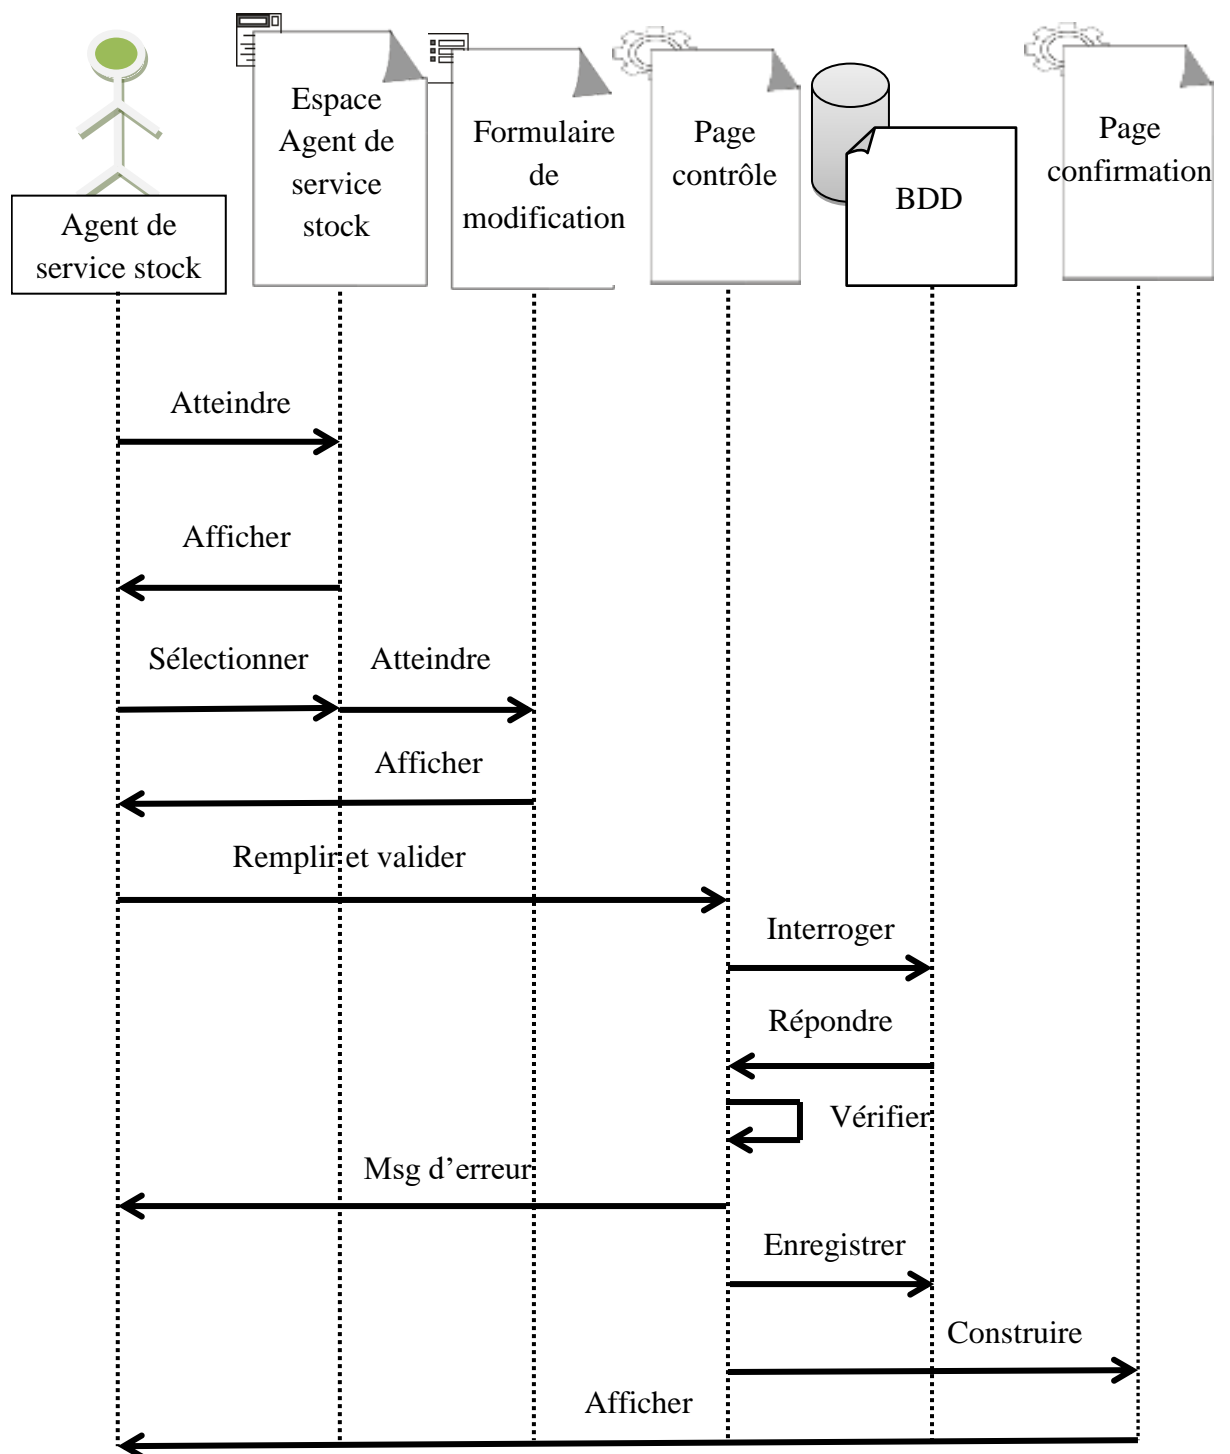 Agent de
service stock
Espace
Agent de
service
stock
Formulaire
de
modification
Page
contrôle
BDD
Page
confirmation
Atteindre
Afficher
Sélectionner
Atteindre
Afficher
Remplir et valider
Interroger
Répondre
Vérifier
Msg d’erreur
Enregistrer
Construire
Afficher